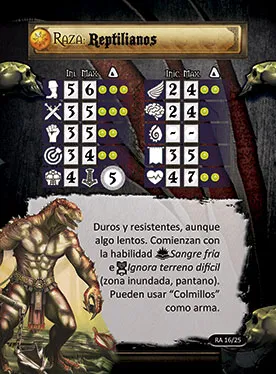 RAZA: Reptilianos
INI. MAX. Δ INIC. MAX. Δ
3 6 2 4
3 5 2 4
3 5 - -
3 4 3 5
4 5 4 7
Duros y resistentes, aunque
algo lentos. Comienzan con
la habilidad Sangre fría
e Ignora terreno difícil
(zona inundada, pantano).
Pueden usar “Colmillos”
como arma.
RA 16/25